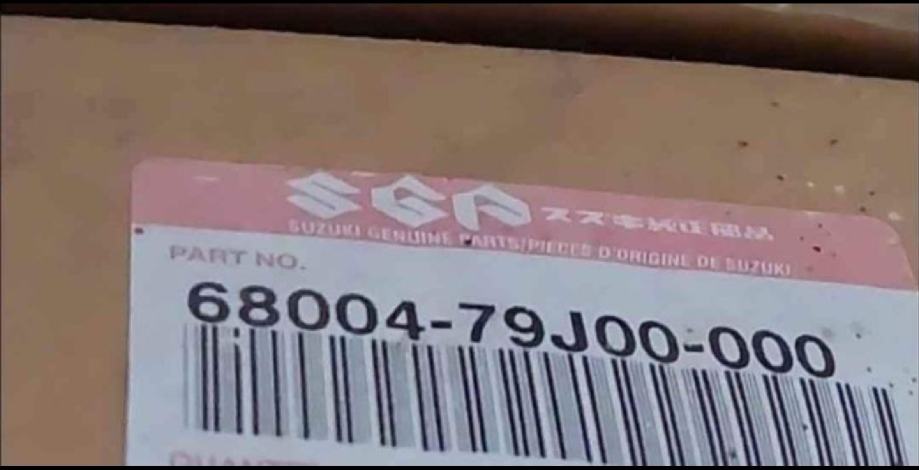 SGP スズキ純正部品
SUZUKI GENUINE PARTS/PIECES D'ORIGINE DE SUZUKI
PART NO.
68004-79J00-000